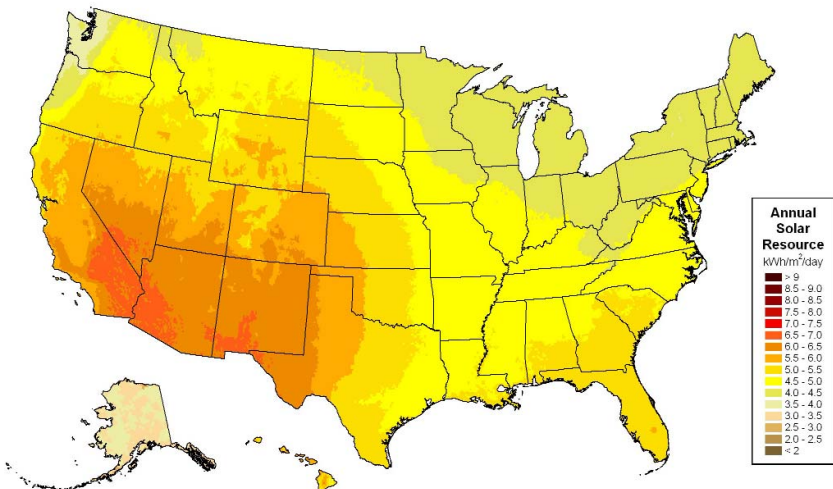 Annual
Solar
Resource
kWh/m²/day
> 9
8.5 - 9.0
8.0 - 8.5
7.5 - 8.0
7.0 - 7.5
6.5 - 7.0
6.0 - 6.5
5.5 - 6.0
5.0 - 5.5
4.5 - 5.0
4.0 - 4.5
3.5 - 4.0
3.0 - 3.5
2.5 - 3.0
2.0 - 2.5
< 2